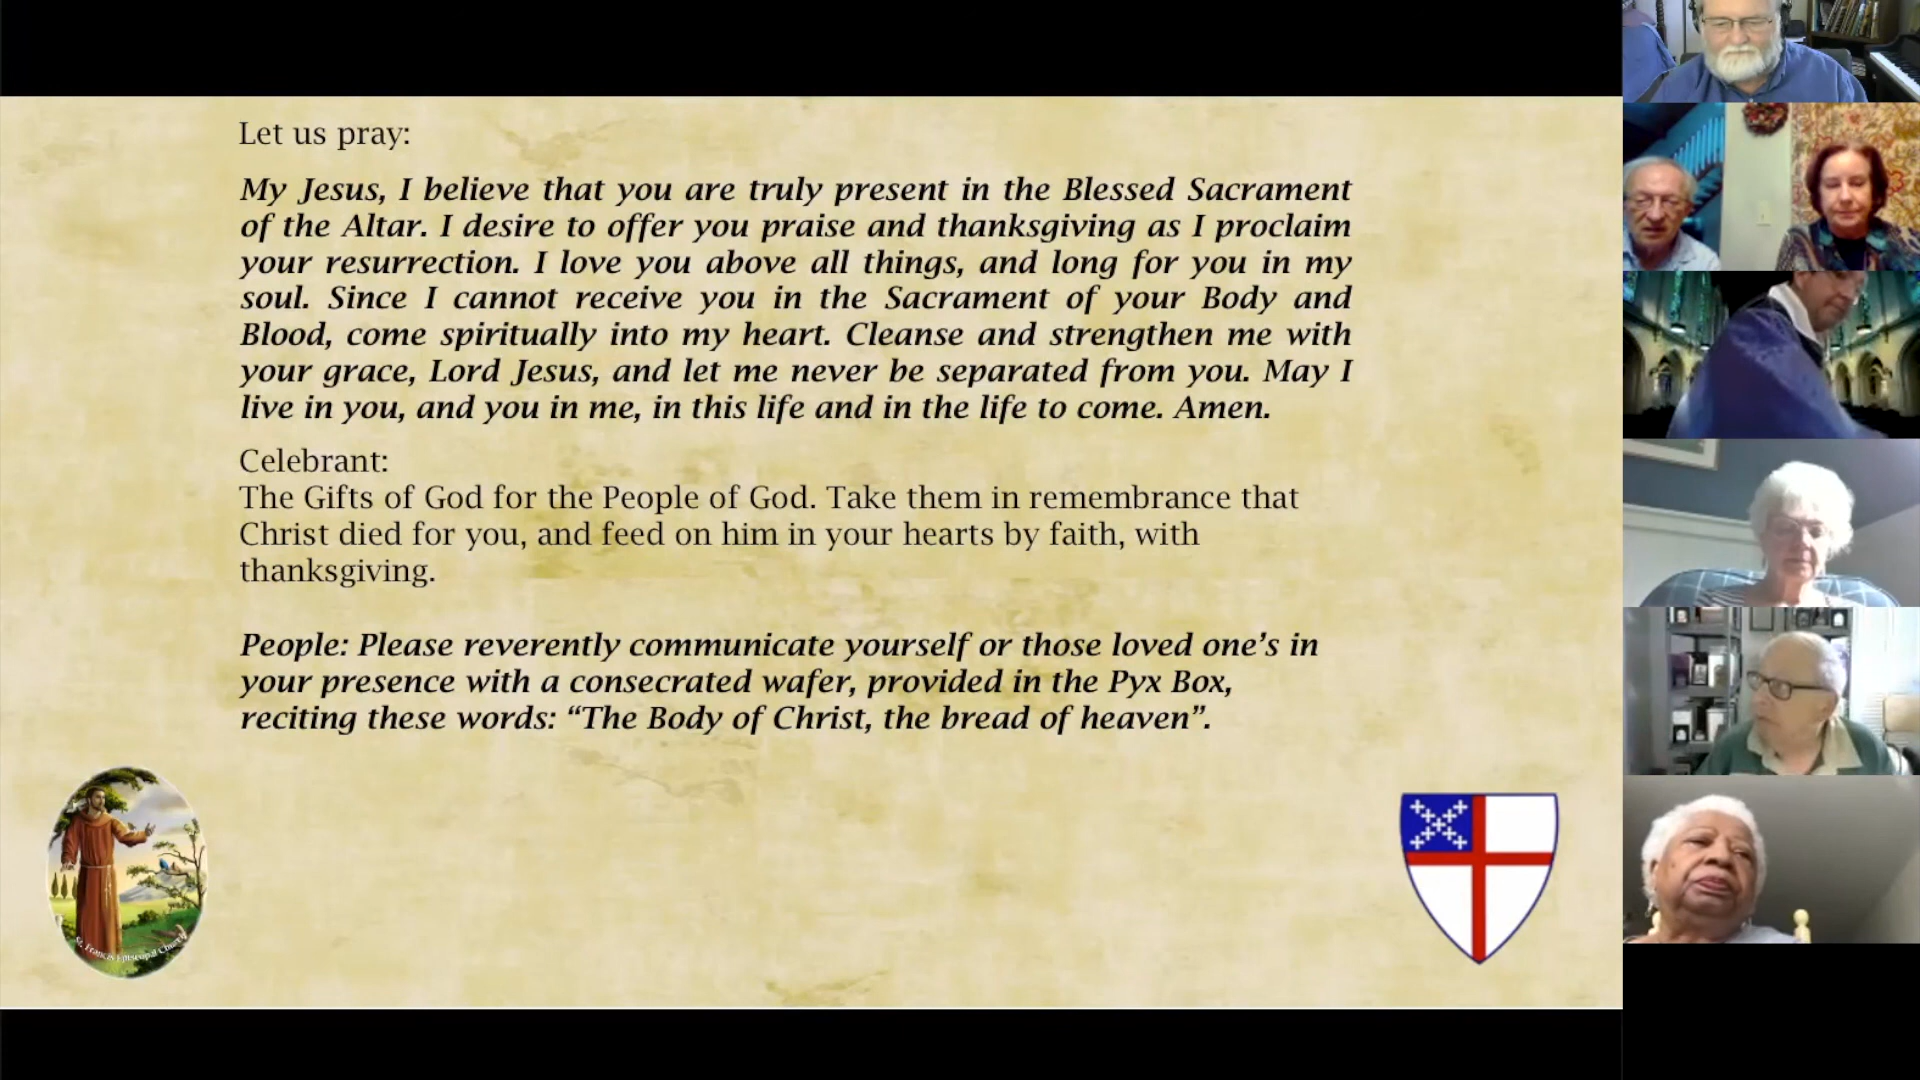 Let us pray:
My Jesus, I believe that you are truly present in the Blessed Sacrament
of the Altar. I desire to offer you praise and thanksgiving as I proclaim
your resurrection. I love you above all things, and long for you in my
soul. Since I cannot receive you in the Sacrament of your Body and
Blood, come spiritually into my heart. Cleanse and strengthen me with
your grace, Lord Jesus, and let me never be separated from you. May I
live in you, and you in me, in this life and in the life to come. Amen.
Celebrant:
The Gifts of God for the People of God. Take them in remembrance that
Christ died for you, and feed on him in your hearts by faith, with
thanksgiving.
People: Please reverently communicate yourself or those loved one's in
your presence with a consecrated wafer, provided in the Pyx Box,
reciting these words: “The Body of Christ, the bread of heaven”.
St. Francis Episcopal Church